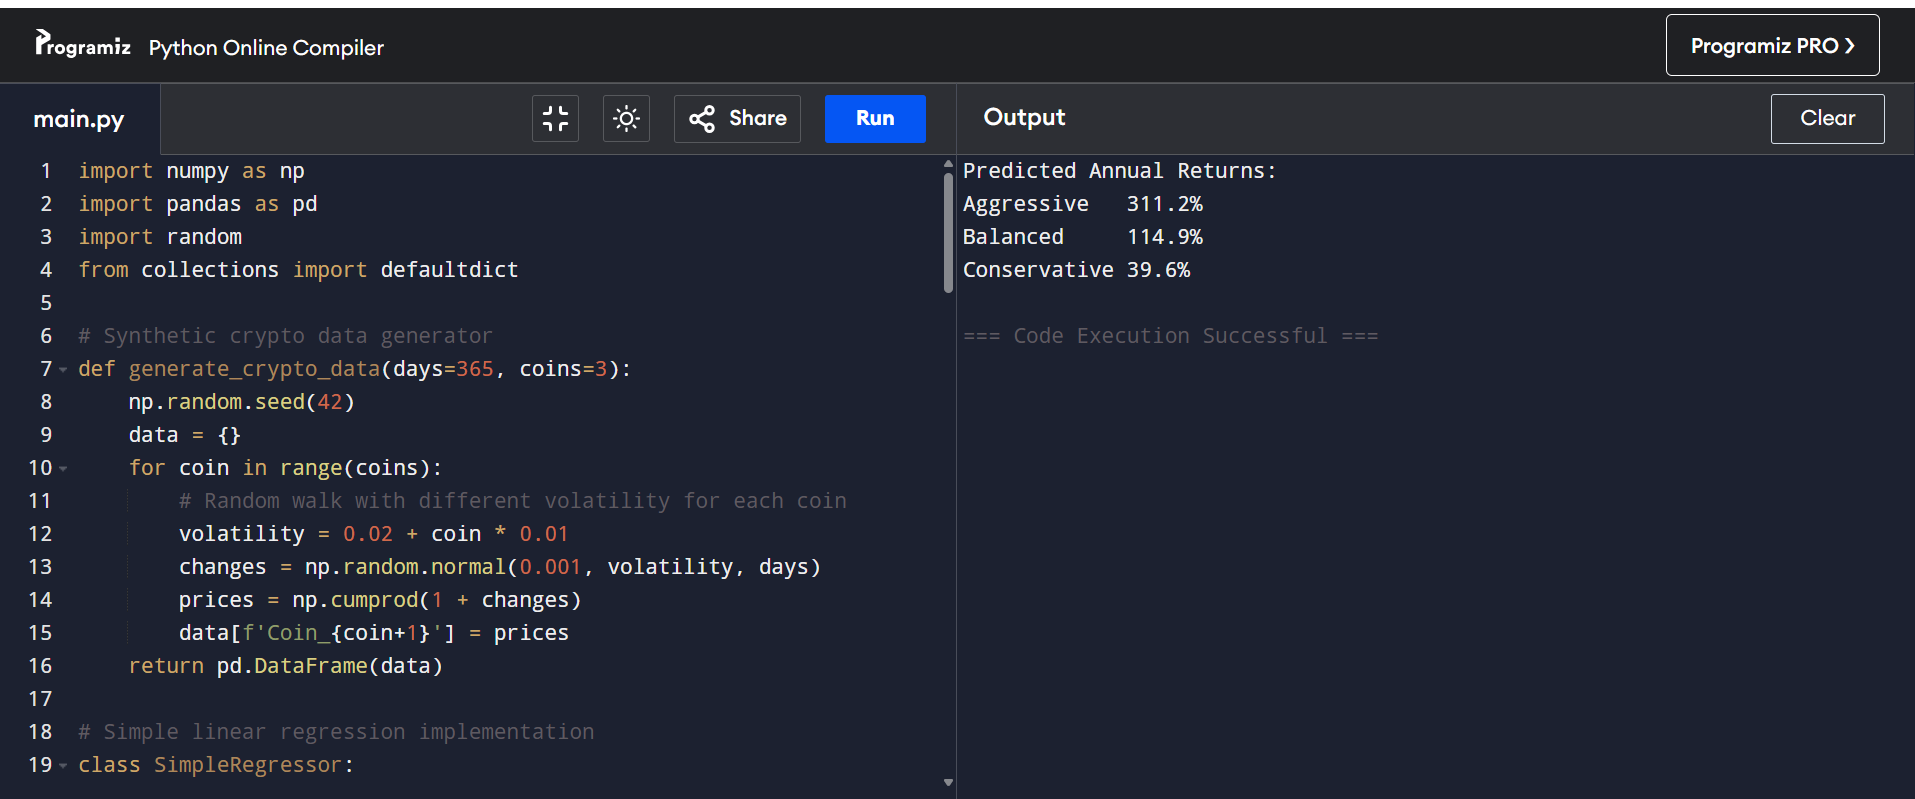 Programiz Python Online Compiler
Programiz PRO ❯
main.py
Share
Run
Output
Clear
1 import numpy as np
2 import pandas as pd
3 import random
4 from collections import defaultdict
5
6 # Synthetic crypto data generator
7 def generate_crypto_data(days=365, coins=3):
8     np.random.seed(42)
9     data = {}
10     for coin in range(coins):
11         # Random walk with different volatility for each coin
12         volatility = 0.02 + coin * 0.01
13         changes = np.random.normal(0.001, volatility, days)
14         prices = np.cumprod(1 + changes)
15         data[f'Coin_{coin+1}'] = prices
16     return pd.DataFrame(data)
17
18 # Simple linear regression implementation
19 class SimpleRegressor:
Predicted Annual Returns:
Aggressive   311.2%
Balanced     114.9%
Conservative 39.6%
=== Code Execution Successful ===